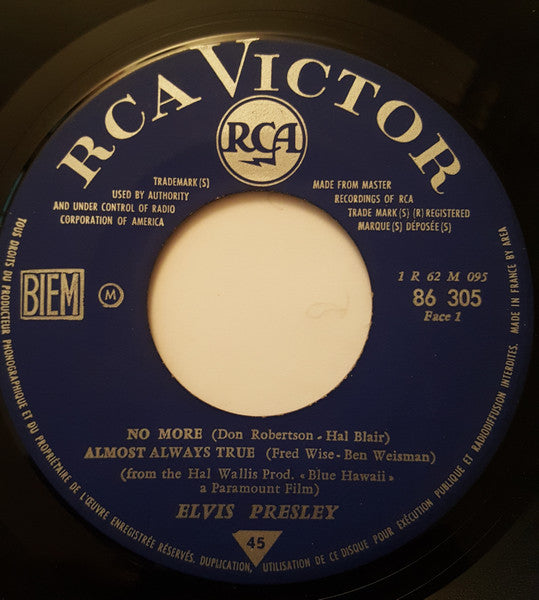 RCA VICTOR
RCA
TRADEMARK (S)
USED BY AUTHORITY
AND UNDER CONTROL OF RADIO
CORPORATION OF AMERICA
MADE FROM MASTER
RECORDINGS OF RCA
TRADE MARK (S) (R) REGISTERED
MARQUE (S) DÉPOSÉE (S)
BIEM
M
1 R 62 M 095
86 305
Face 1
NO MORE (Don Robertson - Hal Blair)
ALMOST ALWAYS TRUE (Fred Wise - Ben Weisman)
(from the Hal Wallis Prod. « Blue Hawaii »
a Paramount Film)
ELVIS PRESLEY
45
TOUS DROITS DU PRODUCTEUR PHONOGRAPHIQUE ET DU PROPRIÉTAIRE DE L'ŒUVRE ENREGISTRÉE RÉSERVÉS. DUPLICATION, UTILISATION DE CE DISQUE POUR EXÉCUTION PUBLIQUE ET RADIODIFFUSION INTERDITES. MADE IN FRANCE BY AREA